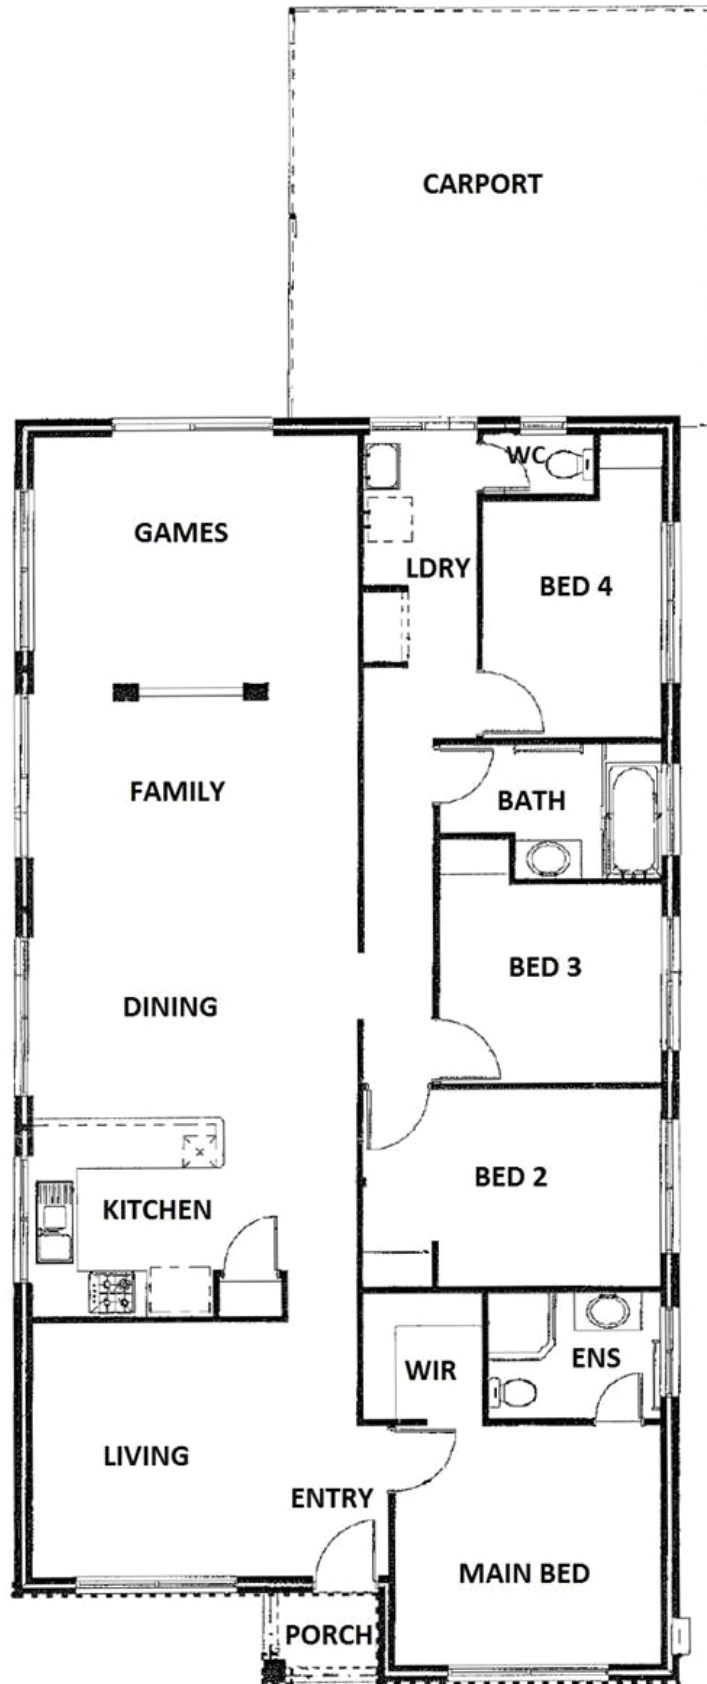 CARPORT
WC
GAMES
LDRY
BED 4
FAMILY
BATH
BED 3
DINING
BED 2
KITCHEN
ENS
WIR
LIVING
ENTRY
MAIN BED
PORCH